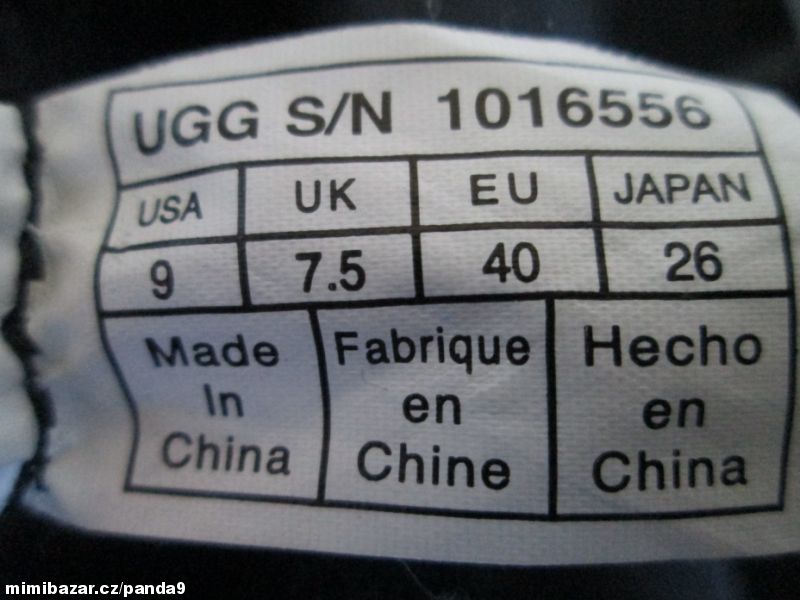 UGG S/N 1016556
USA UK EU JAPAN
9 7.5 40 26
Made Fabrique Hecho
In en en
China Chine China
mimibazar.cz/panda9